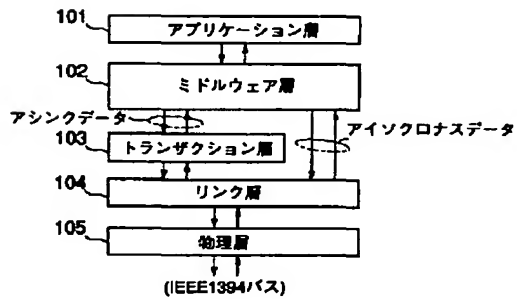 101
アプリケーション層
102
ミドルウェア層
アシンクデータ
アイソクロナスデータ
103
トランザクション層
104
リンク層
105
物理層
(IEEE1394バス)